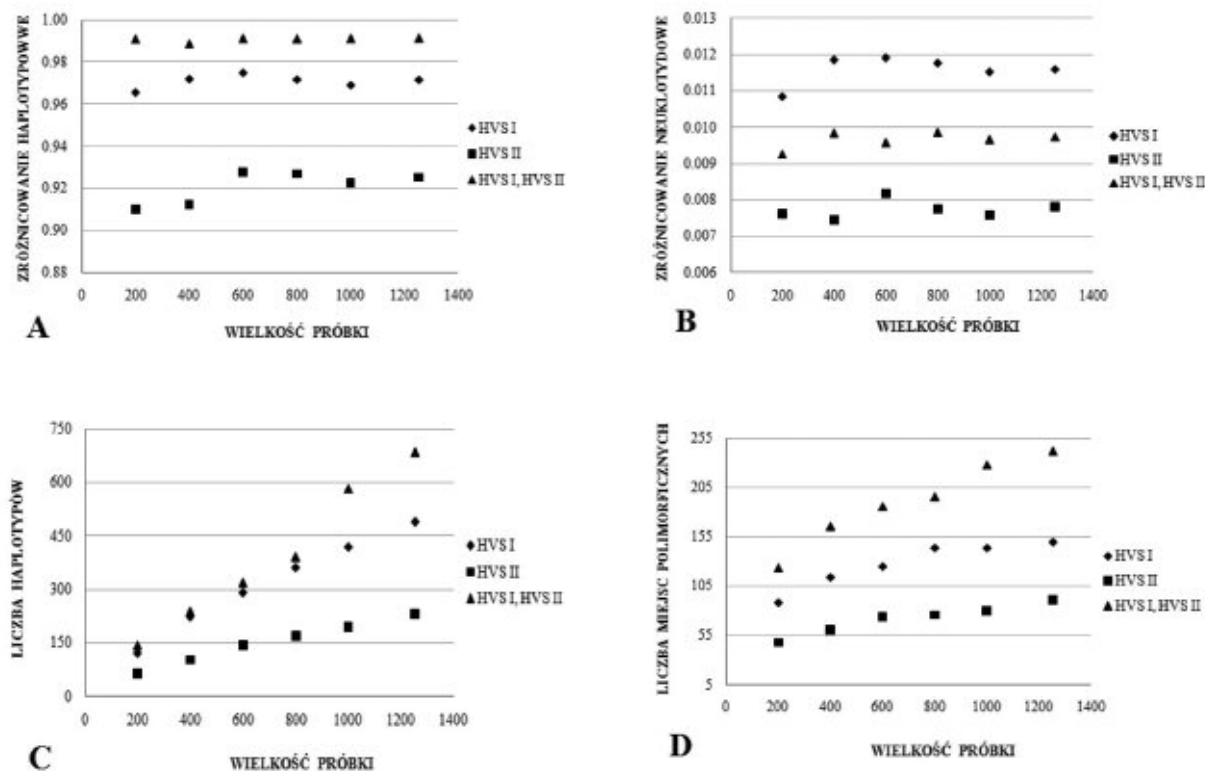 ZRÓŻNICOWANIE HAPLOTYPOWWE
1.00
0.98
0.96
0.94
0.92
0.90
0.88
0 200 400 600 800 1000 1200 1400
WIELKOŚĆ PRÓBKI
HVS I
HVS II
HVS I, HVS II
A
ZRÓŻNICOWANIE NEUKLOTYDOWE
0.013
0.012
0.011
0.010
0.009
0.008
0.007
0.006
0 200 400 600 800 1000 1200 1400
WIELKOŚĆ PRÓBKI
HVS I
HVS II
HVS I, HVS II
B
LICZBA HAPLOTYPÓW
750
600
450
300
150
0
0 200 400 600 800 1000 1200 1400
WIELKOŚĆ PRÓBKI
HVS I
HVS II
HVS I, HVS II
C
LICZBA MIEJSC POLIMORFICZNYCH
255
205
155
105
55
5
0 200 400 600 800 1000 1200 1400
WIELKOŚĆ PRÓBKI
HVS I
HVS II
HVS I, HVS II
D